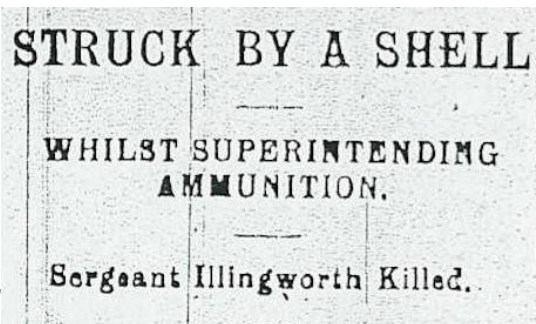 STRUCK BY A SHELL
WHILST SUPERINTENDING
AMMUNITION.
Sergeant Illingworth Killed.